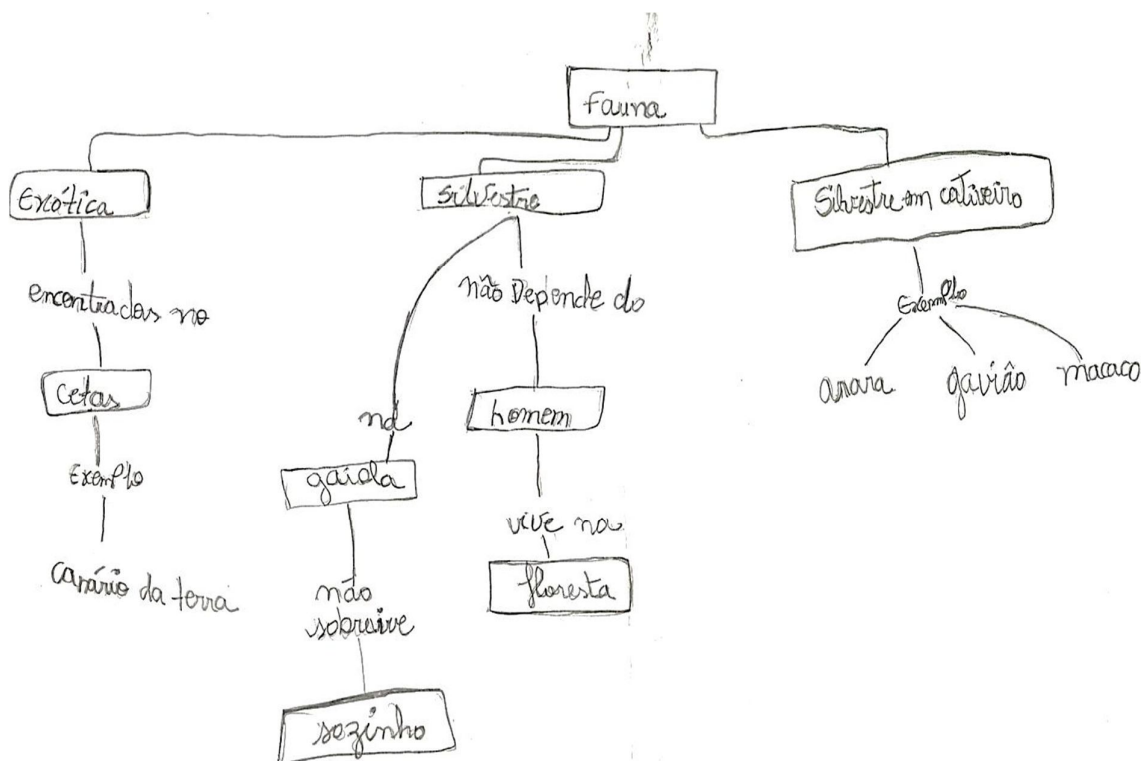 Fauna
Exótica
Silvestre
Silvestre em cativeiro
encontradas no
não Depende do
Exemplo
arara
gavião
macaco
cetas
homem
na
gaiola
Exemplo
vive na
canário da terra
floresta
não
sobreive
sozinho